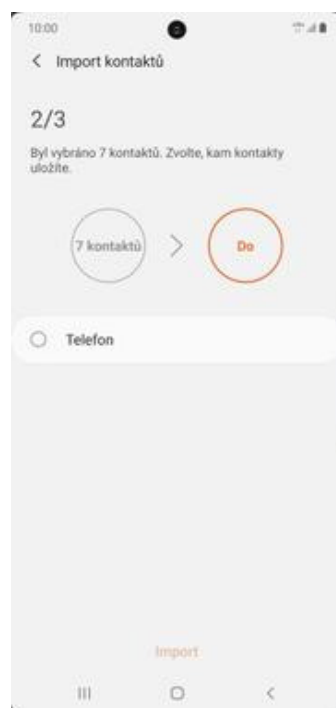 10:00
Import kontaktů
2/3
Byl vybráno 7 kontaktů. Zvolte, kam kontakty
uložíte.
7 kontaktů
Do
Telefon
Import